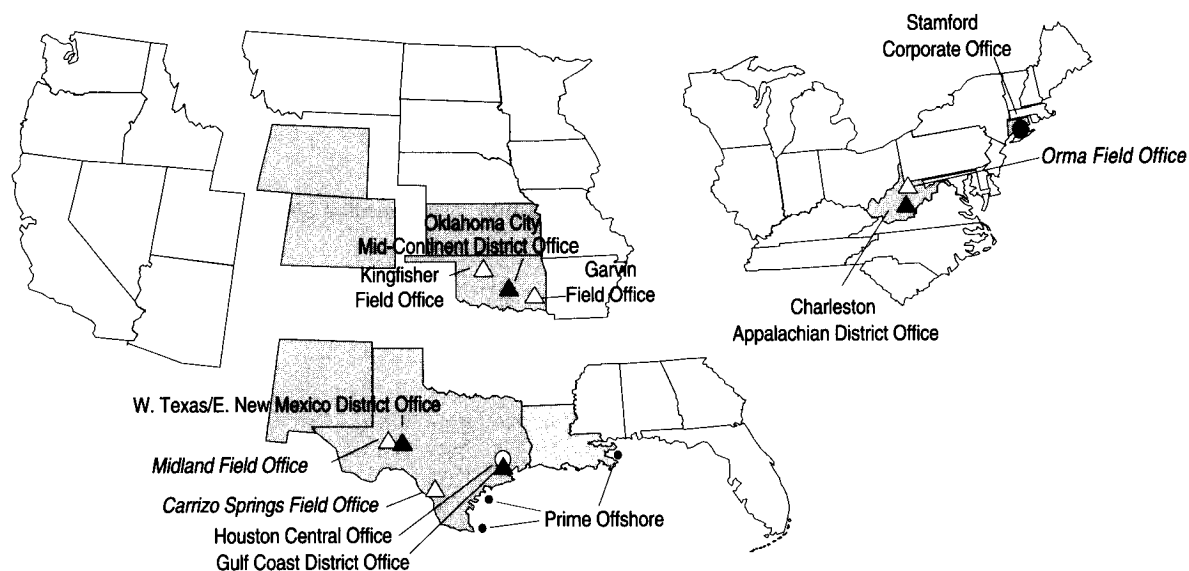 Stamford
Corporate Office
Orma Field Office
Oklahoma City
Mid-Continent District Office
Kingfisher
Field Office
Garvin
Field Office
Charleston
Appalachian District Office
W. Texas/E. New Mexico District Office
Midland Field Office
Carrizo Springs Field Office
Houston Central Office
Gulf Coast District Office
Prime Offshore